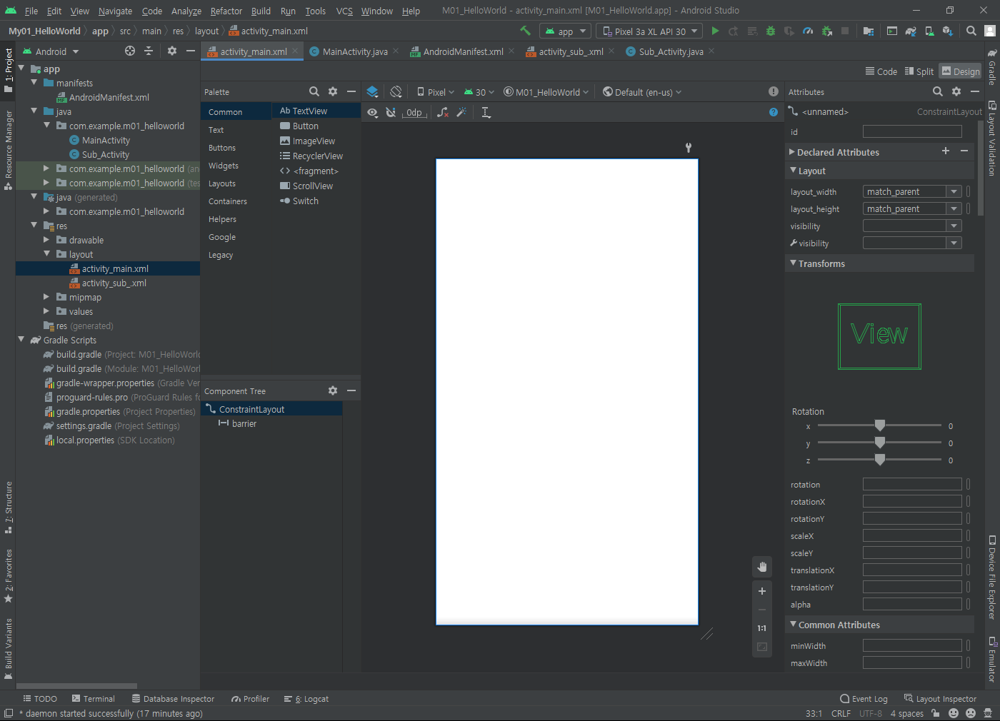 File Edit View Navigate Code Analyze Refactor Build Run Tools VCS Window Help M01_HelloWorld - activity_main.xml [M01_HelloWorld.app] - Android Studio
My01_HelloWorld app src main res layout activity_main.xml app Pixel 3a XL API 30
Android activity_main.xml MainActivity.java AndroidManifest.xml activity_sub_.xml Sub_Activity.java
Code Split Design
1: Project
Resource Manager
7: Structure
2: Favorites
Build Variants
app
manifests
AndroidManifest.xml
java
com.example.m01_helloworld
MainActivity
Sub_Activity
com.example.m01_helloworld (an
com.example.m01_helloworld (tes
java (generated)
com.example.m01_helloworld
res
drawable
layout
activity_main.xml
activity_sub_.xml
mipmap
values
res (generated)
Gradle Scripts
build.gradle (Project: M01_HelloWorld
build.gradle (Module: M01_HelloWorl
gradle-wrapper.properties (Gradle Ver
proguard-rules.pro (ProGuard Rules fo
gradle.properties (Project Properties)
settings.gradle (Project Settings)
local.properties (SDK Location)
Palette
Common
Text
Buttons
Widgets
Layouts
Containers
Helpers
Google
Legacy
Ab TextView
Button
ImageView
RecyclerView
<fragment>
ScrollView
Switch
Component Tree
ConstraintLayout
barrier
Pixel 30 M01_HelloWorld Default (en-us)
0dp
1:1
Attributes
<unnamed> ConstraintLayout
id
Declared Attributes
Layout
layout_width match_parent
layout_height match_parent
visibility
visibility
Transforms
View
Rotation
x 0
y 0
z 0
rotation
rotationX
rotationY
scaleX
scaleY
translationX
translationY
alpha
Common Attributes
minWidth
maxWidth
Gradle
Layout Validation
Device File Explorer
Emulator
TODO Terminal Database Inspector Profiler 6: Logcat Event Log Layout Inspector
* daemon started successfully (17 minutes ago) 33:1 CRLF UTF-8 4 spaces